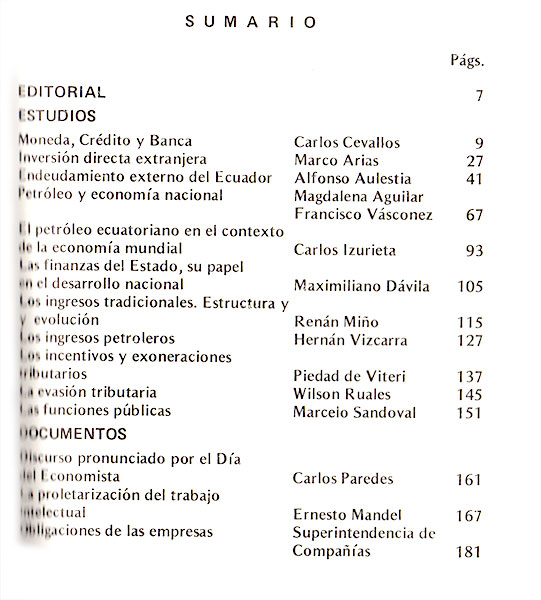 SUMARIO
Págs.
EDITORIAL 7
ESTUDIOS
Moneda, Crédito y Banca Carlos Cevallos 9
Inversión directa extranjera Marco Arias 27
Endeudamiento externo del Ecuador Alfonso Aulestia 41
Petróleo y economía nacional Magdalena Aguilar
Francisco Vásconez 67
El petróleo ecuatoriano en el contexto
de la economía mundial Carlos Izurieta 93
Las finanzas del Estado, su papel
en el desarrollo nacional Maximiliano Dávila 105
Los ingresos tradicionales. Estructura y
y evolución Renán Miño 115
Los ingresos petroleros Hernán Vizcarra 127
Los incentivos y exoneraciones
tributarios Piedad de Viteri 137
La evasión tributaria Wilson Ruales 145
Las funciones públicas Marcelo Sandoval 151
DOCUMENTOS
Discurso pronunciado por el Día
del Economista Carlos Paredes 161
La proletarización del trabajo
intelectual Ernesto Mandel 167
Obligaciones de las empresas Superintendencia de
Compañías 181